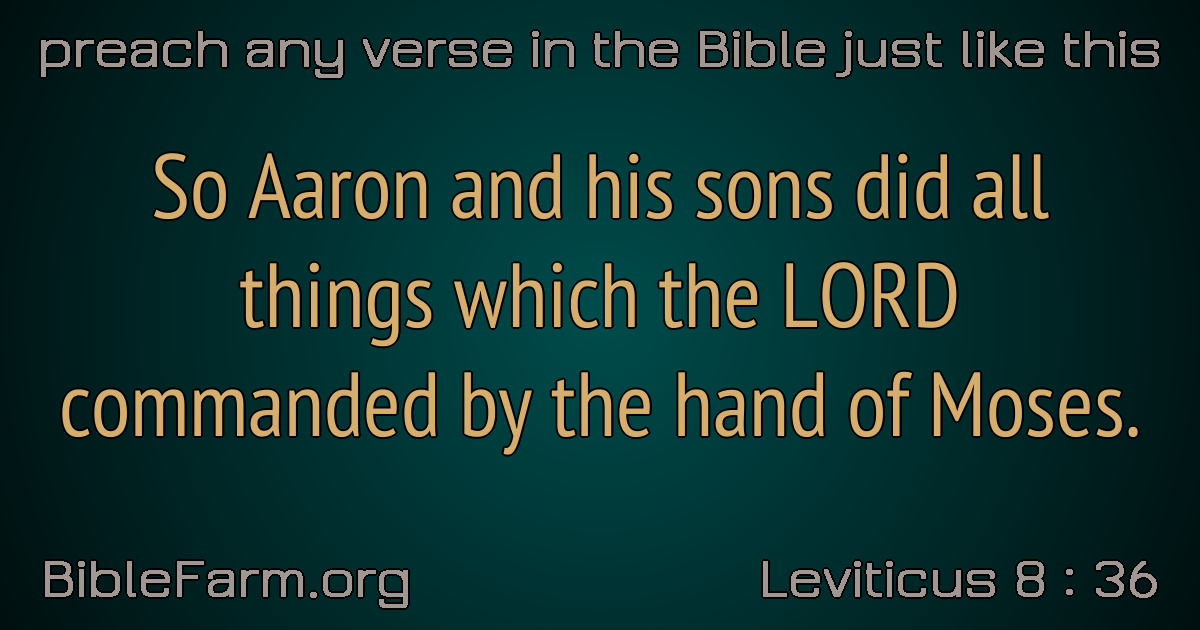 preach any verse in the Bible just like this
So Aaron and his sons did all
things which the LORD
commanded by the hand of Moses.
BibleFarm.org
Leviticus 8 : 36